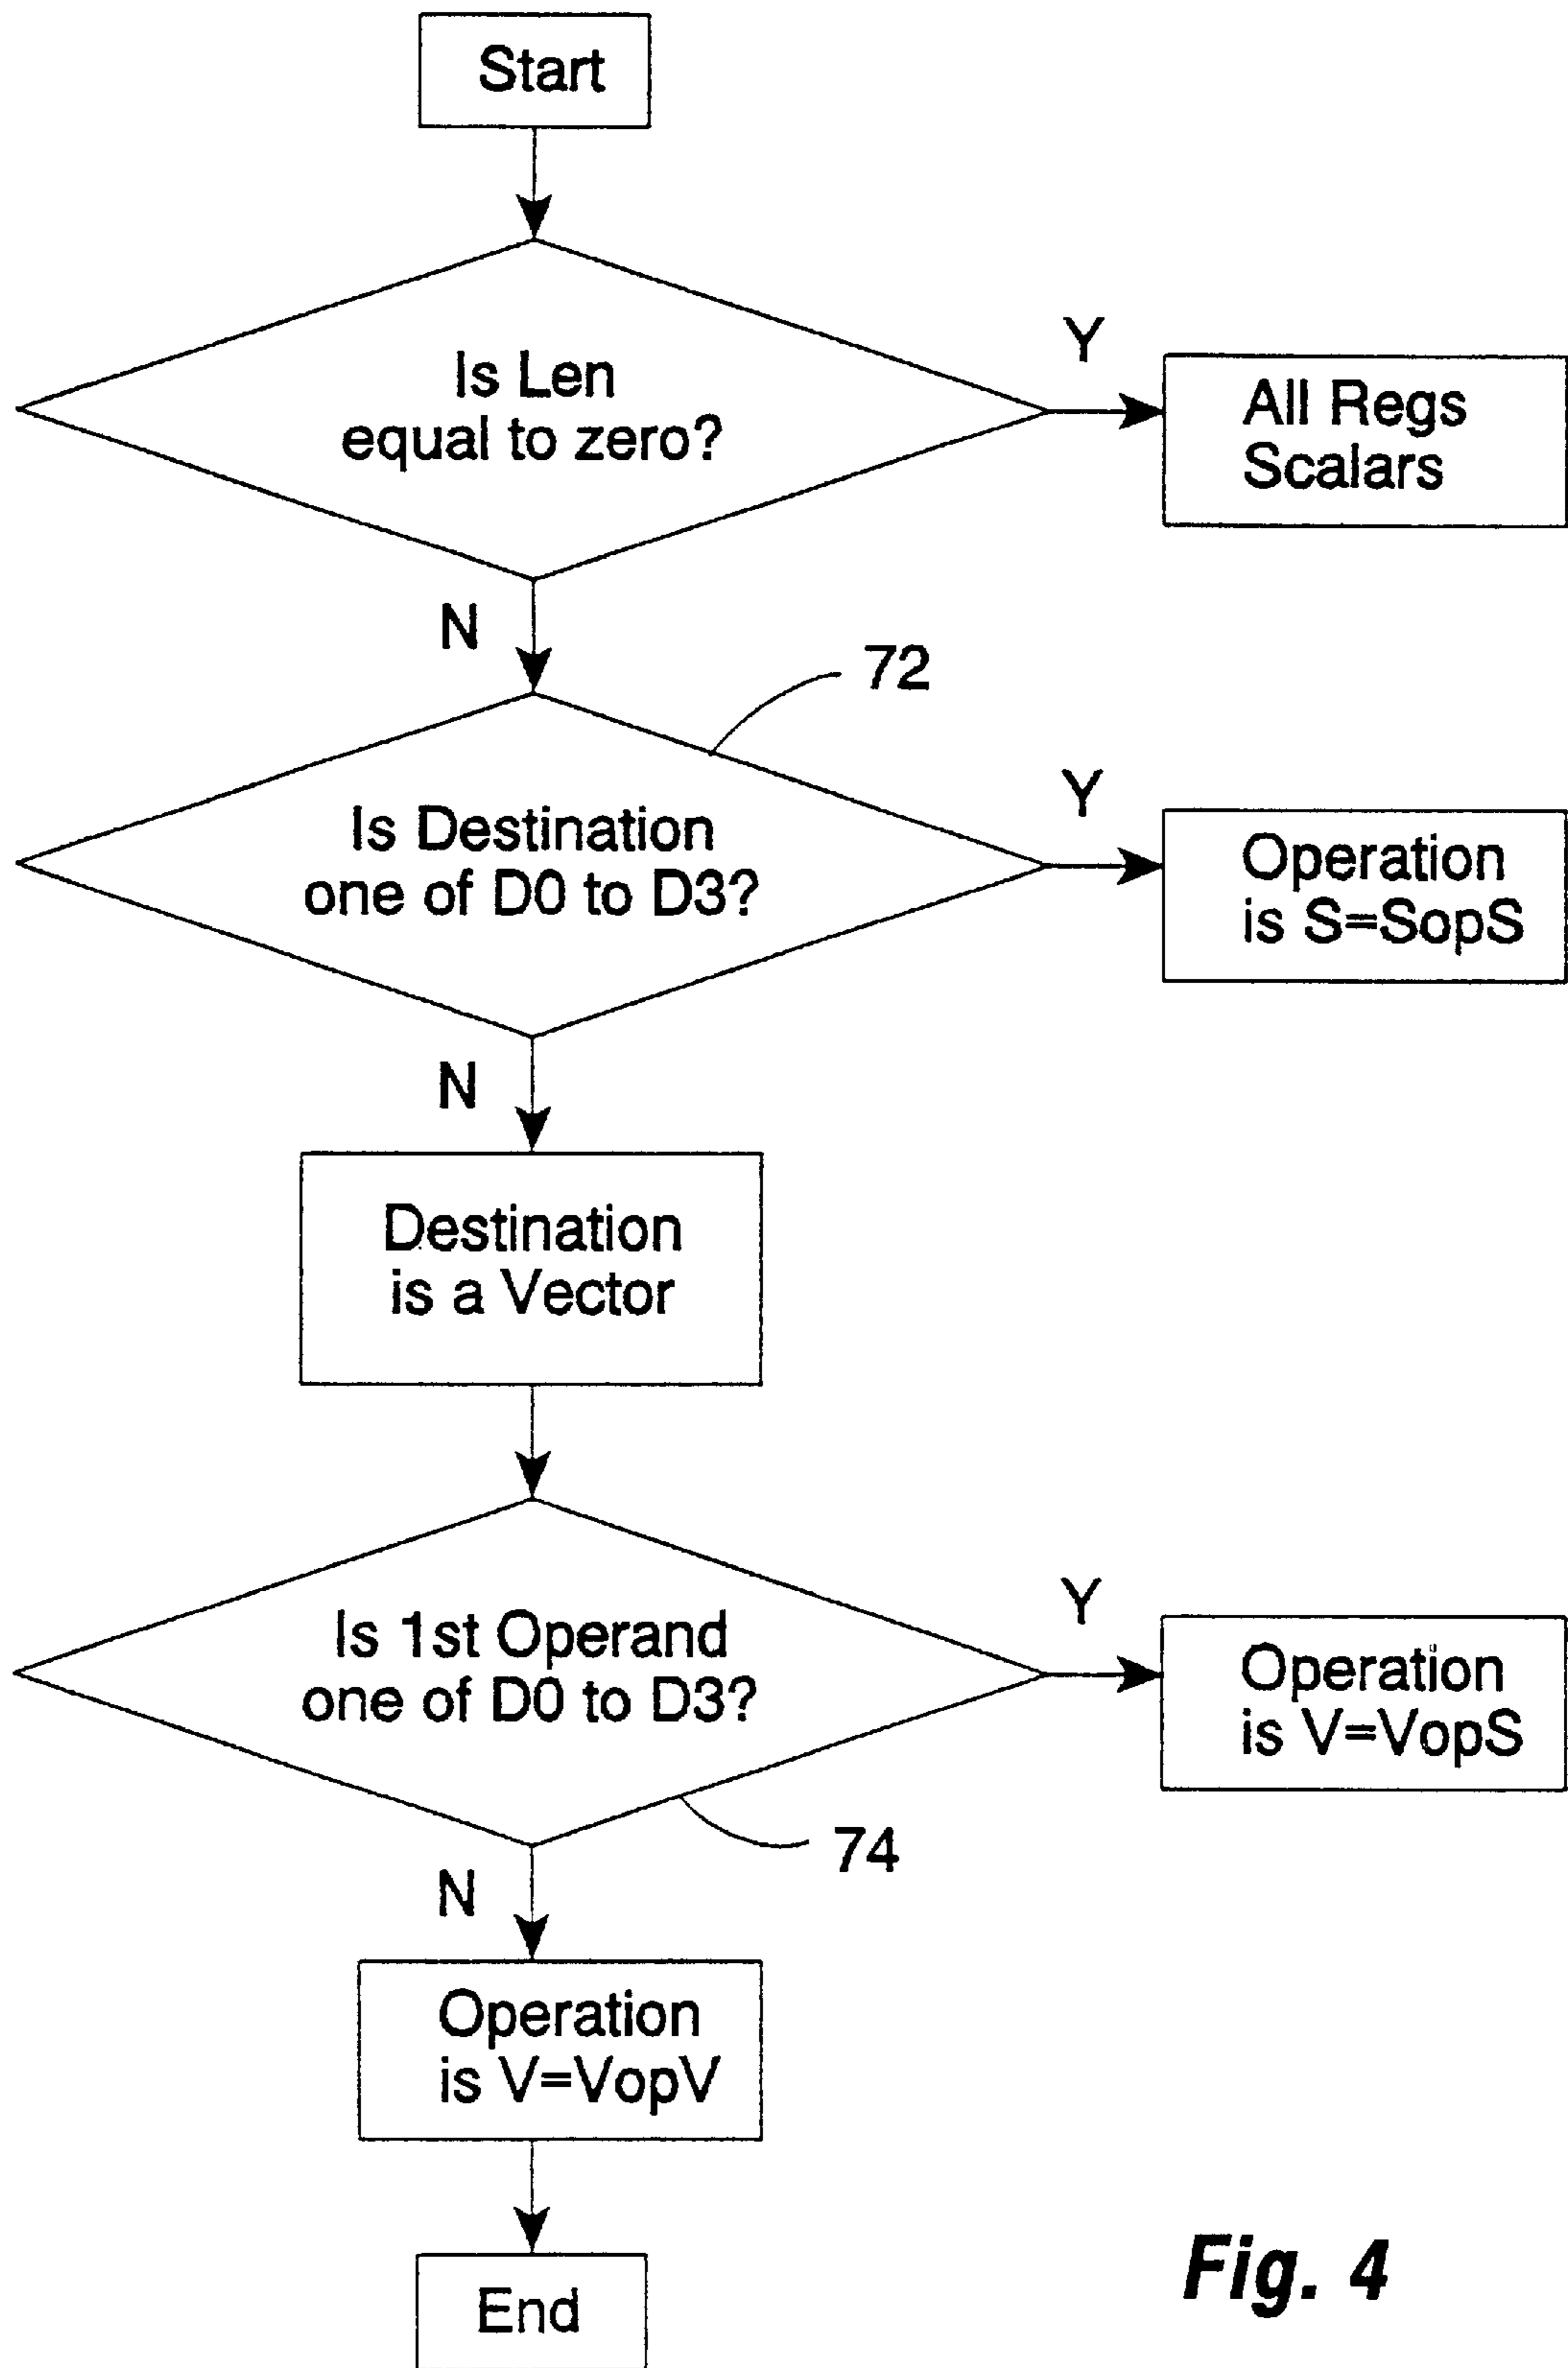 Start
Is Len
equal to zero?
Y
All Regs
Scalars
N
72
Is Destination
one of D0 to D3?
Y
Operation
is S=SopS
N
Destination
is a Vector
Is 1st Operand
one of D0 to D3?
Y
Operation
is V=VopS
74
N
Operation
is V=VopV
End
Fig. 4